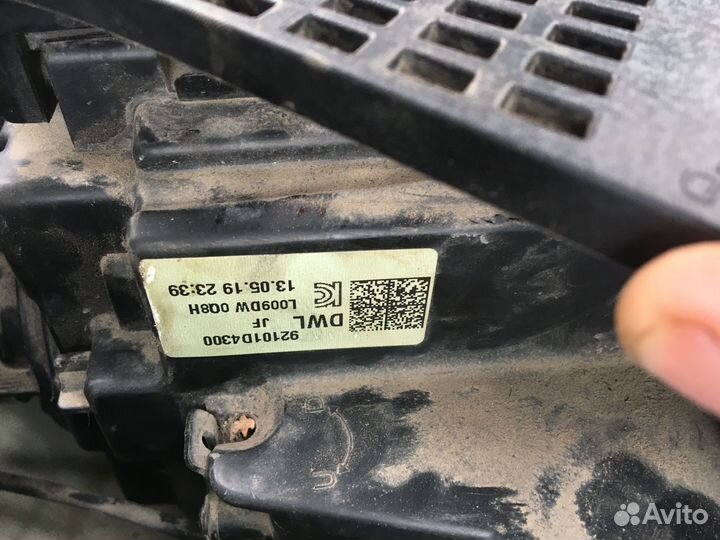 92101D4300
DWL JF
L009DW 0Q8H
13.05.19 23:39
Avito